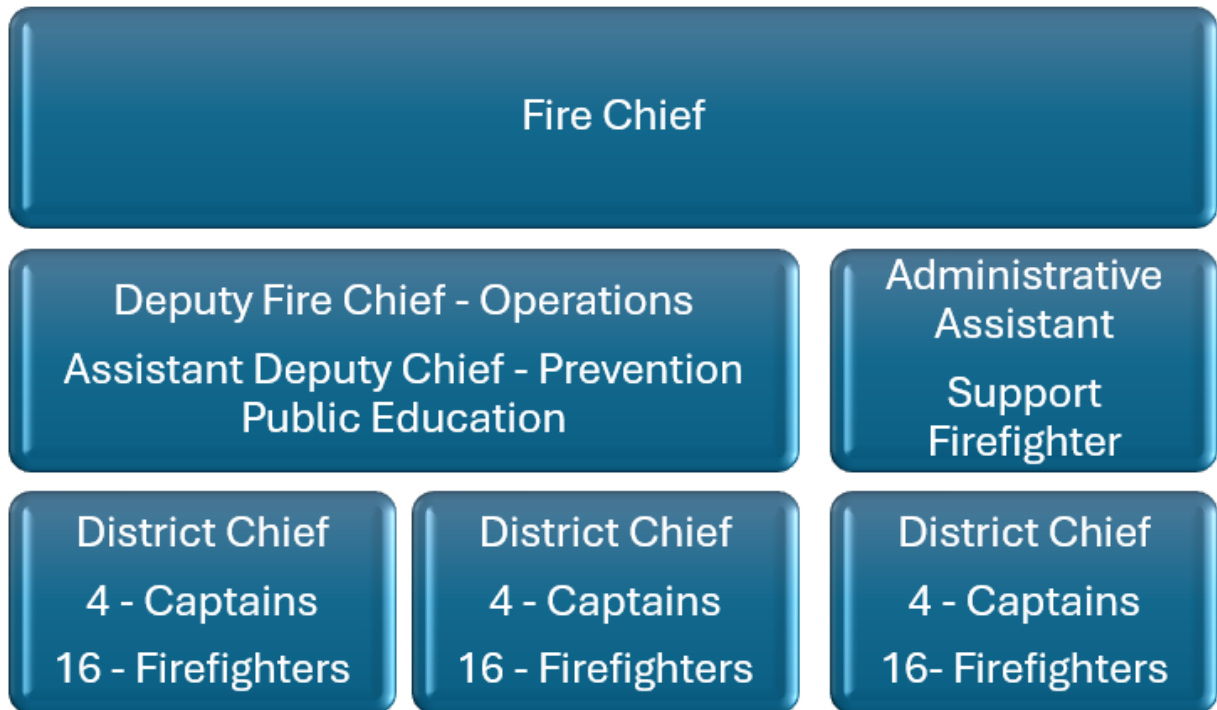 Fire Chief
Deputy Fire Chief - Operations
Assistant Deputy Chief - Prevention
Public Education
Administrative
Assistant
Support
Firefighter
District Chief
4 - Captains
16 - Firefighters
District Chief
4 - Captains
16 - Firefighters
District Chief
4 - Captains
16- Firefighters